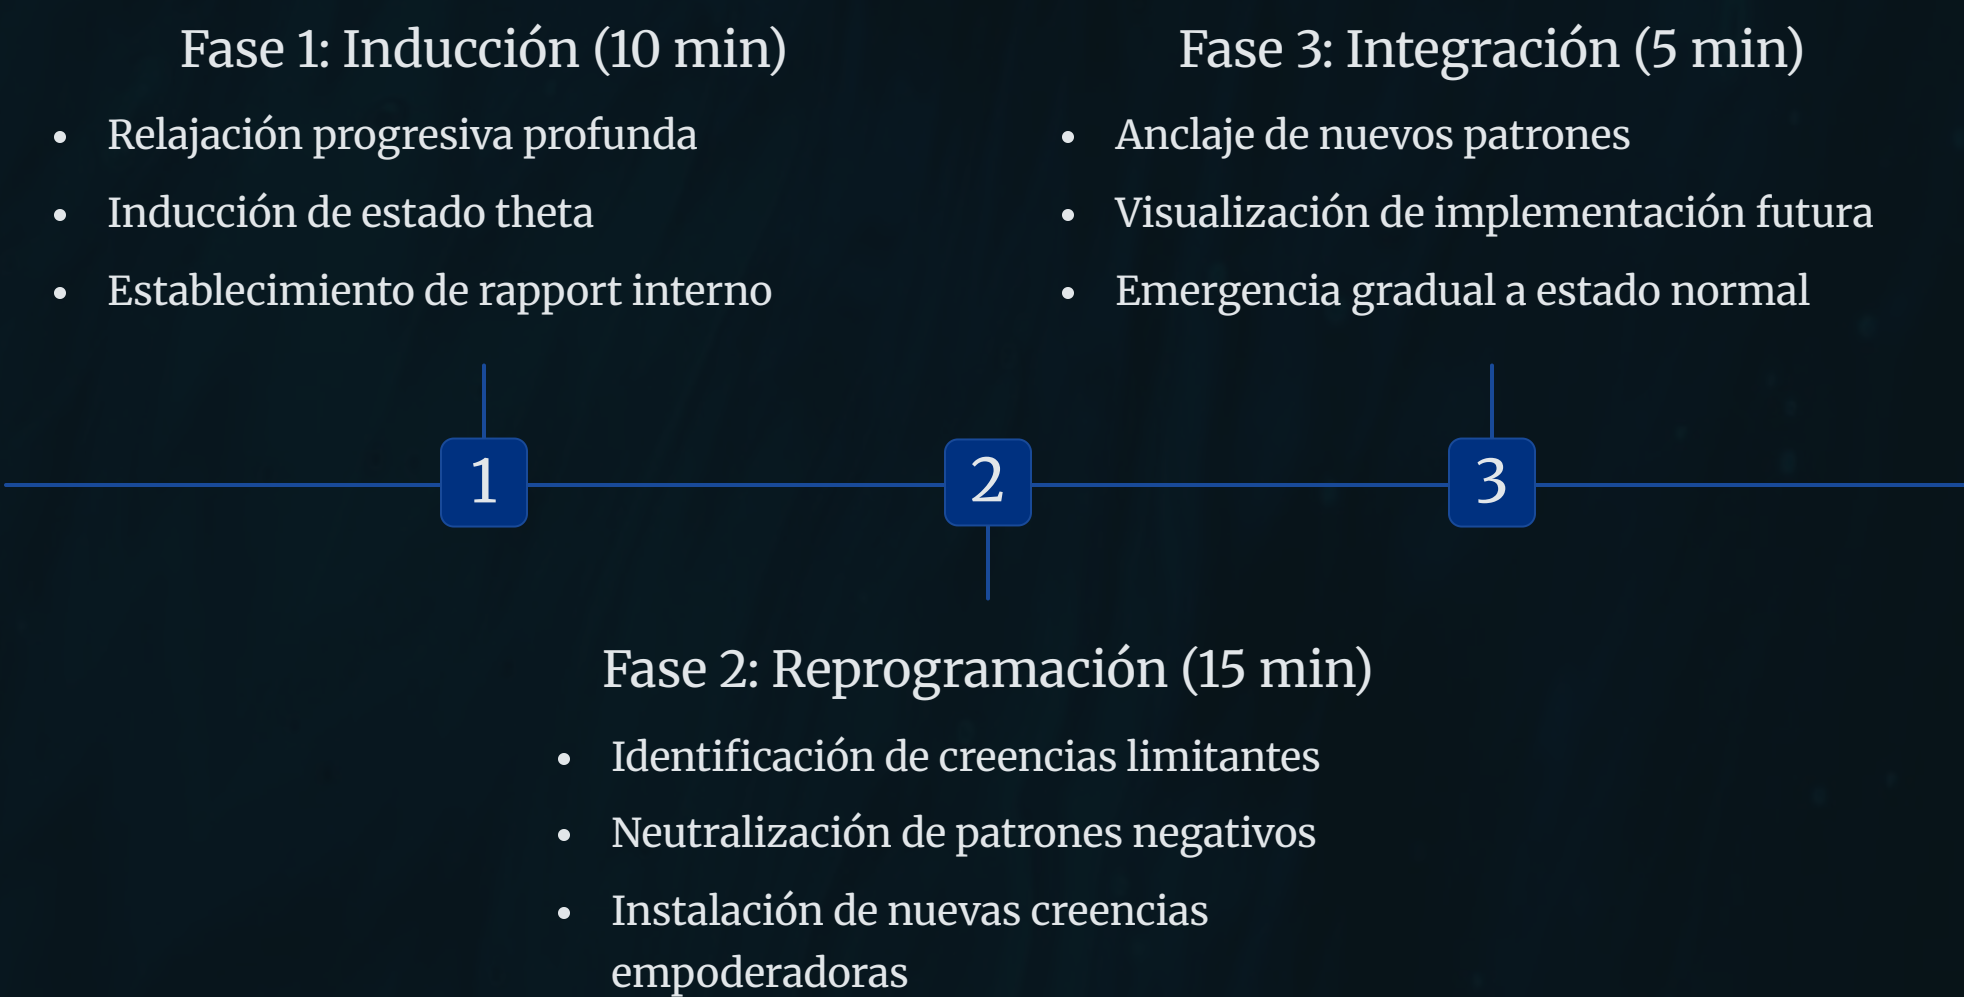 Fase 1: Inducción (10 min)
• Relajación progresiva profunda
• Inducción de estado theta
• Establecimiento de rapport interno
Fase 3: Integración (5 min)
• Anclaje de nuevos patrones
• Visualización de implementación futura
• Emergencia gradual a estado normal
1
2
3
Fase 2: Reprogramación (15 min)
• Identificación de creencias limitantes
• Neutralización de patrones negativos
• Instalación de nuevas creencias
empoderadoras